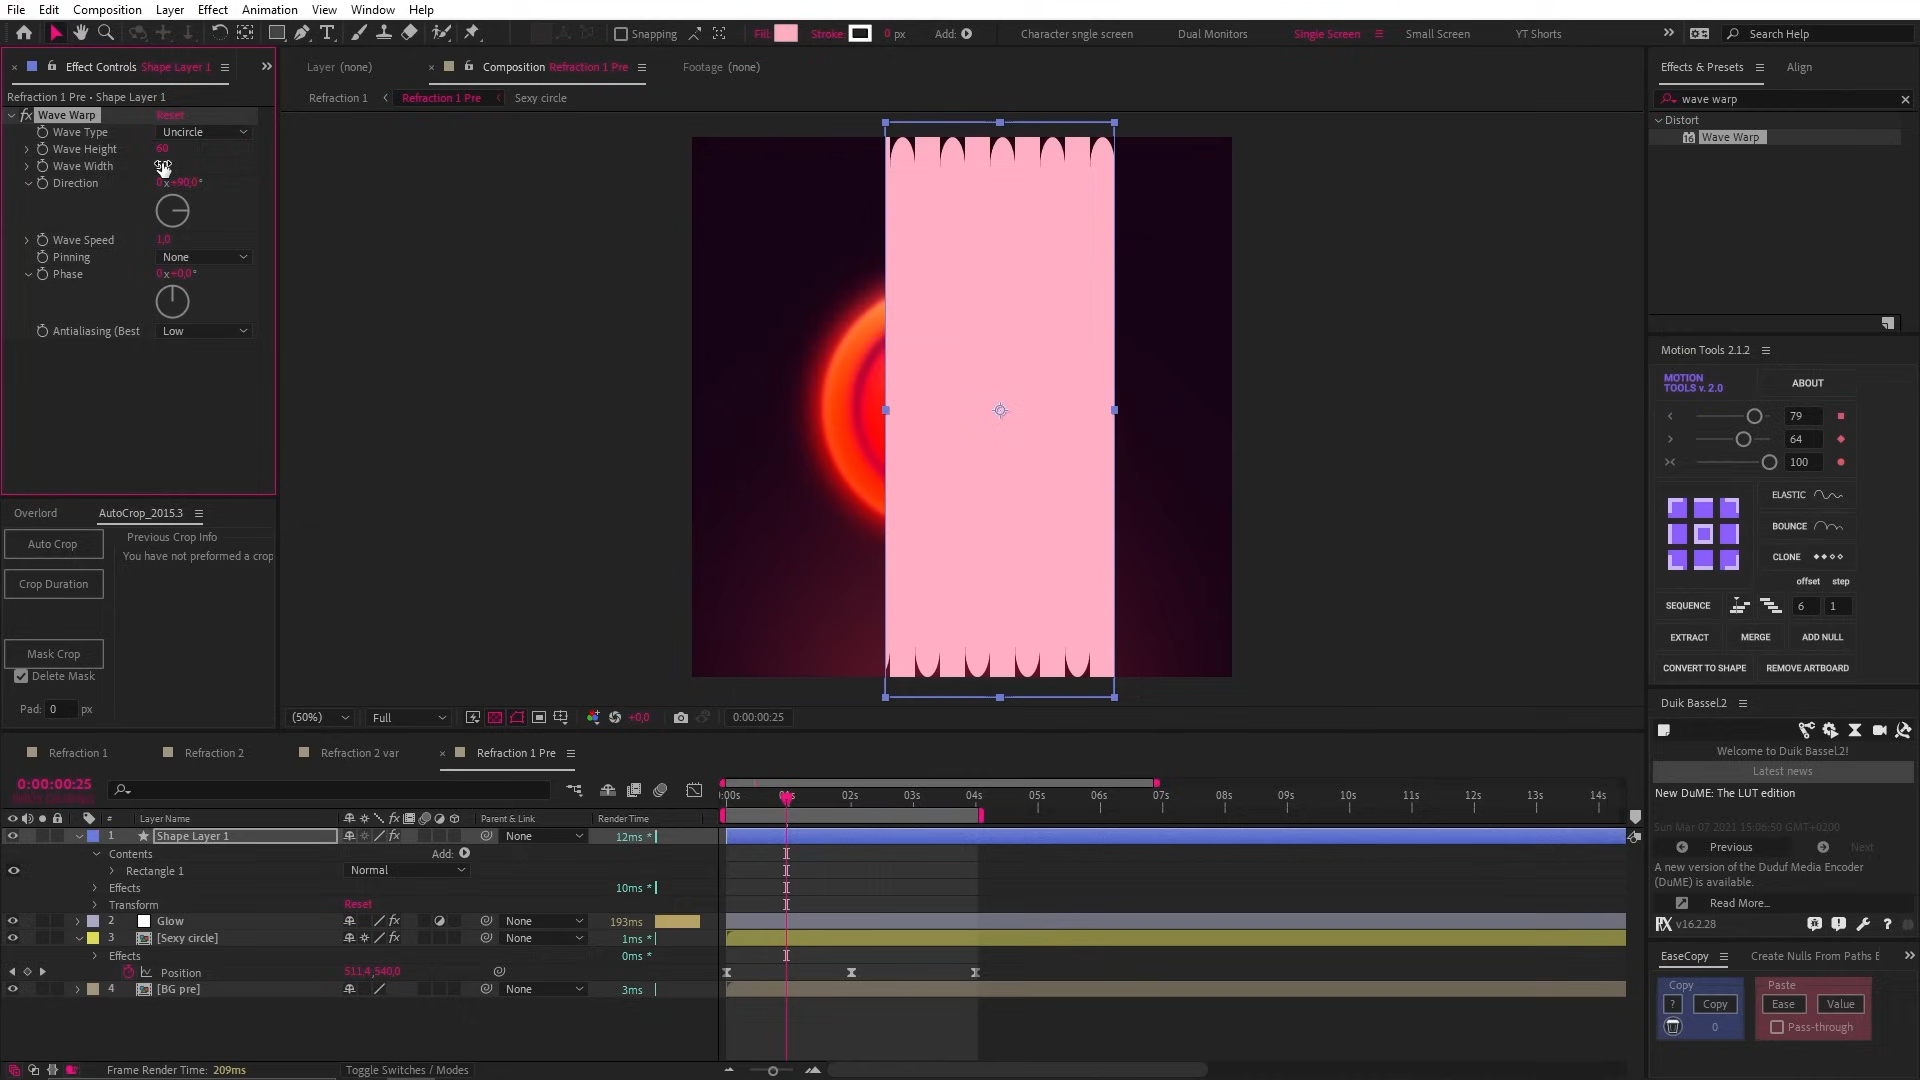 File Edit Composition Layer Effect Animation View Window Help
Snapping Fill: Stroke 0 px Add: Character sngle screen Dual Monitors Single Screen Small Screen YT Shorts Search Help
Effect Controls Shape Layer 1
Refraction 1 Pre • Shape Layer 1
fx Wave Warp Reset
Wave Type Uncircle
Wave Height 60
Wave Width
Direction 0 x +90,0 °
Wave Speed 1,0
Pinning None
Phase 0 x +0,0 °
Antialiasing (Best Low
Layer (none) Composition Refraction 1 Pre Footage (none)
Refraction 1 Refraction 1 Pre Sexy circle
Effects & Presets Align
wave warp
Distort
Wave Warp
Overlord AutoCrop_2015.3
Auto Crop Previous Crop Info
You have not preformed a crop
Crop Duration
Mask Crop
Delete Mask
Pad: 0 px
(50%) Full +0,0 0:00:00:25
Motion Tools 2.1.2
MOTION TOOLS v. 2.0 ABOUT
79
64
100
ELASTIC
BOUNCE
CLONE
offset step
SEQUENCE 6 1
EXTRACT MERGE ADD NULL
CONVERT TO SHAPE REMOVE ARTBOARD
Duik Bassel.2
Welcome to Duik Bassel.2!
Latest news
New DuME: The LUT edition
Sun Mar 07 2021 15:06:50 GMT+0200
Previous Next
A new version of the Duduf Media Encoder
(DuME) is available.
Read More...
v16.2.28
EaseCopy Create Nulls From Paths E
Copy Paste
? Copy Ease Value
0 Pass-through
Refraction 1 Refraction 2 Refraction 2 var Refraction 1 Pre
0:00:00:25
:00s 02s 03s 04s 05s 06s 07s 08s 09s 10s 11s 12s 13s 14s
# Layer Name Parent & Link Render Time
1 Shape Layer 1 None 12ms *
Contents Add:
Rectangle 1 Normal
Effects 10ms *
Transform Reset
2 Glow None 193ms
3 [Sexy circle] None 1ms *
Effects 0ms *
Position 511,4,540,0
4 [BG pre] None 3ms
Frame Render Time: 209ms Toggle Switches / Modes